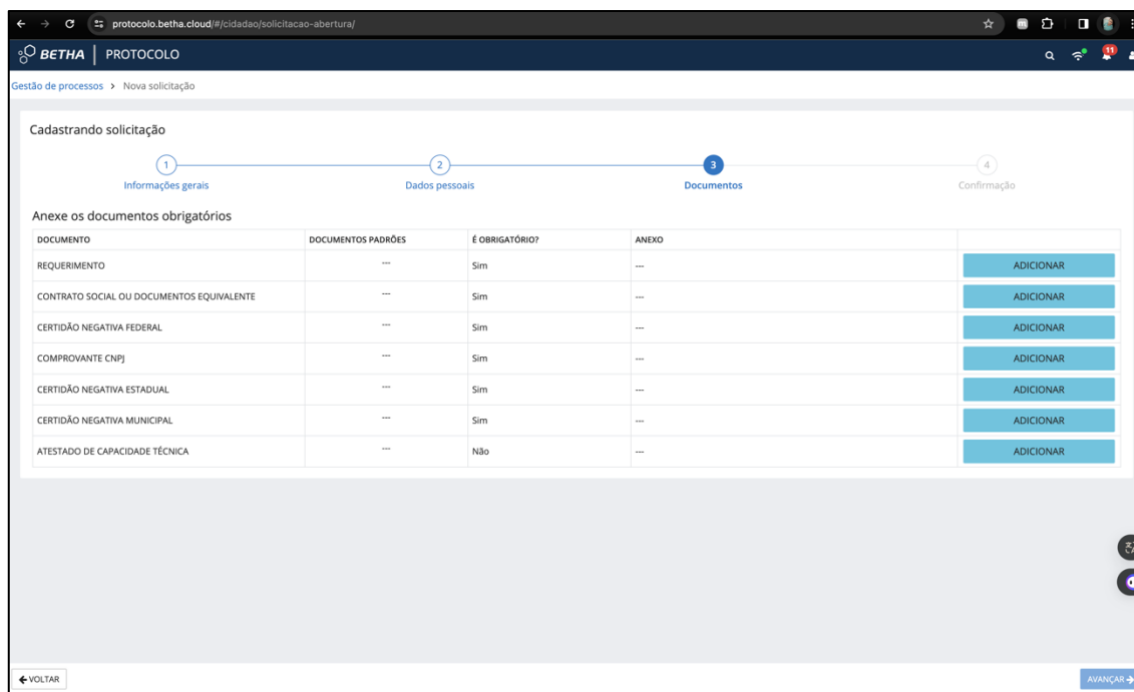 protocolo.betha.cloud/#/cidadao/solicitacao-abertura/
BETHA | PROTOCOLO
11
Gestão de processos > Nova solicitação
Cadastrando solicitação
1 2 3 4
Informações gerais Dados pessoais Documentos Confirmação
Anexe os documentos obrigatórios
DOCUMENTO DOCUMENTOS PADRÕES É OBRIGATÓRIO? ANEXO
REQUERIMENTO --- Sim --- ADICIONAR
CONTRATO SOCIAL OU DOCUMENTOS EQUIVALENTE --- Sim --- ADICIONAR
CERTIDÃO NEGATIVA FEDERAL --- Sim --- ADICIONAR
COMPROVANTE CNPJ --- Sim --- ADICIONAR
CERTIDÃO NEGATIVA ESTADUAL --- Sim --- ADICIONAR
CERTIDÃO NEGATIVA MUNICIPAL --- Sim --- ADICIONAR
ATESTADO DE CAPACIDADE TÉCNICA --- Não --- ADICIONAR
VOLTAR AVANÇAR